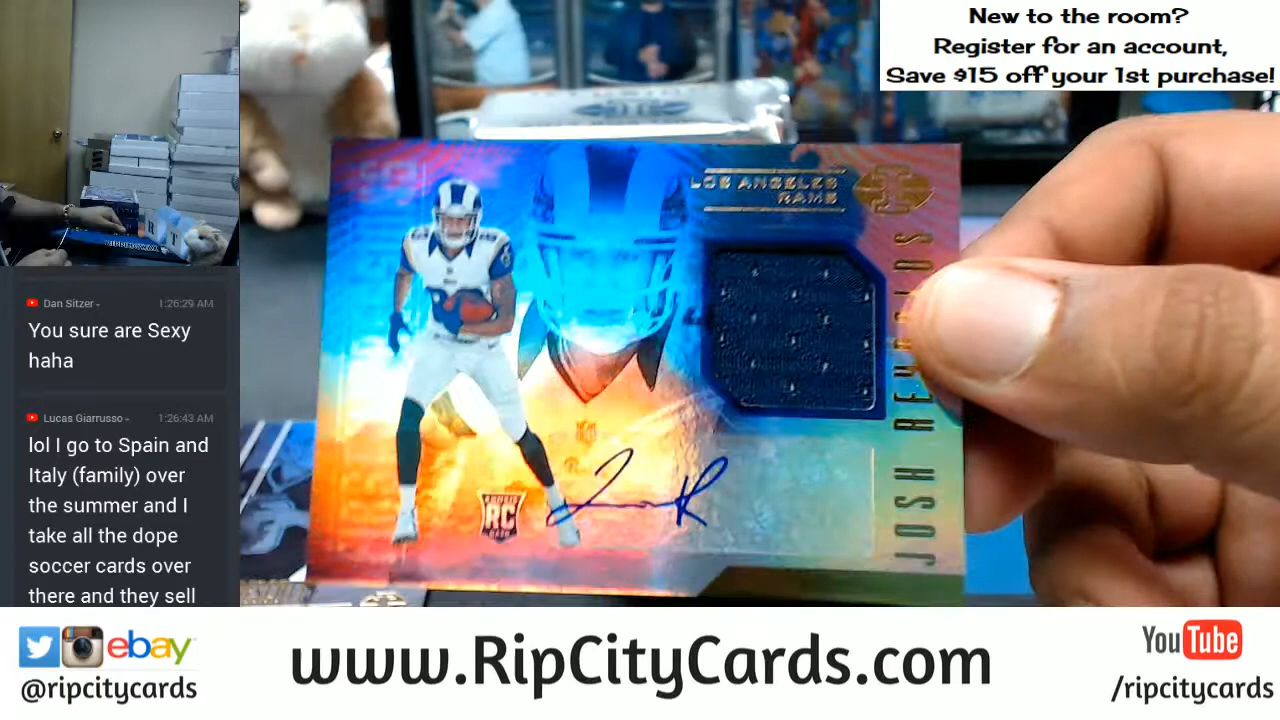 New to the room?
Register for an account,
Save $15 off your 1st purchase!
LOS ANGELES
RAMS
JOSH REYNOLDS
RC
Dan Sitzer
1:26:29 AM
You sure are Sexy
haha
Lucas Giarrusso
1:26:43 AM
lol I go to Spain and
Italy (family) over
the summer and I
take all the dope
soccer cards over
there and they sell
ebay
@ripcitycards
www.RipCityCards.com
YouTube
/ripcitycards